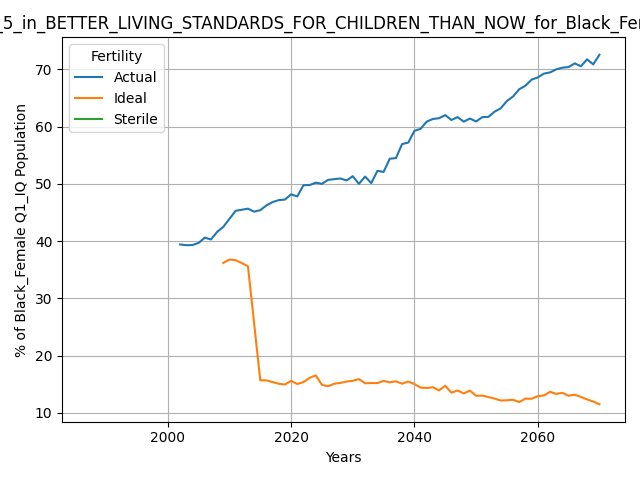 _5_in_BETTER_LIVING_STANDARDS_FOR_CHILDREN_THAN_NOW_for_Black_Fe
Fertility
Actual
Ideal
Sterile
% of Black_Female Q1_IQ Population
70
60
50
40
30
20
10
2000
2020
2040
2060
Years